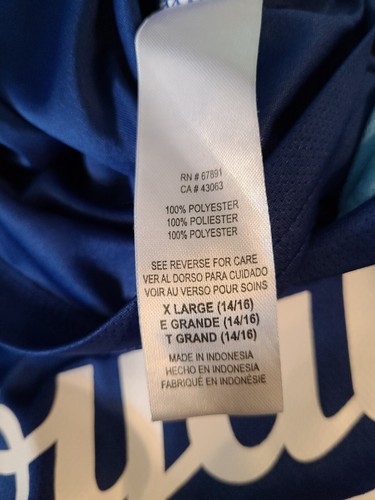 RN # 67891
CA # 43063
100% POLYESTER
100% POLIESTER
100% POLYESTER
SEE REVERSE FOR CARE
VER AL DORSO PARA CUIDADO
VOIR AU VERSO POUR SOINS
X LARGE (14/16)
E GRANDE (14/16)
T GRAND (14/16)
MADE IN INDONESIA
HECHO EN INDONESIA
FABRIQUÉ EN INDONÉSIE